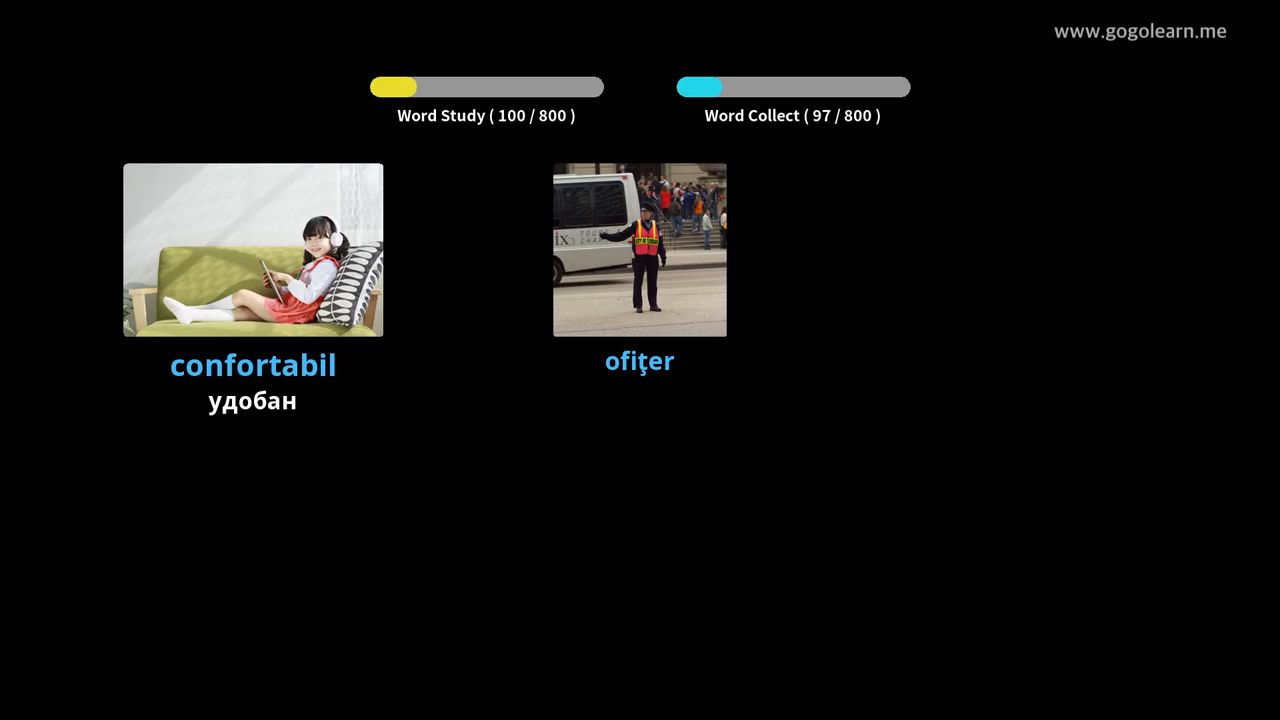 www.gogolearn.me
Word Study ( 100 / 800 )
Word Collect ( 97 / 800 )
confortabil
удобан
ofiţer